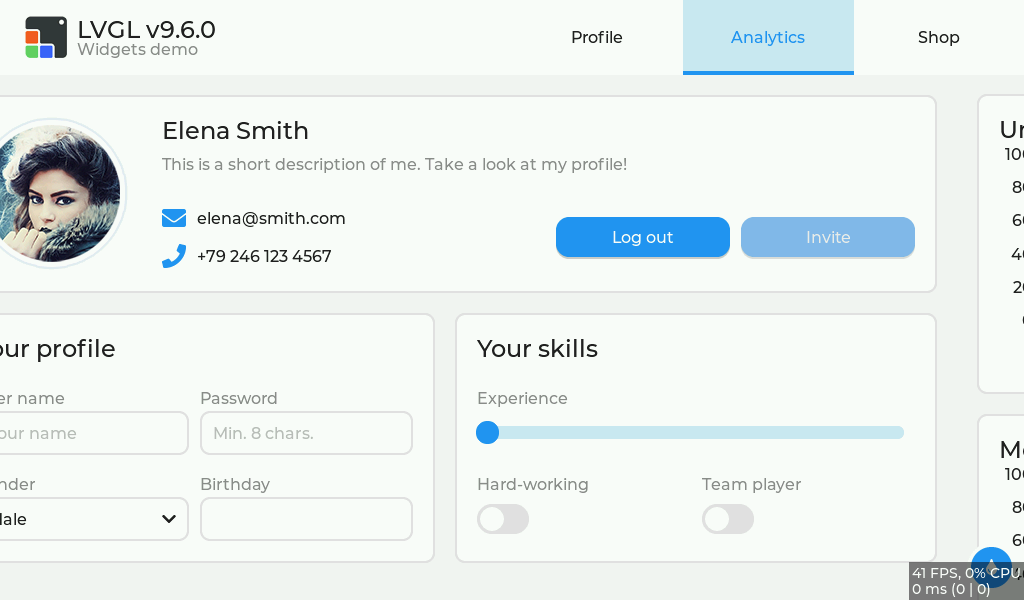 LVGL v9.6.0
Widgets demo
Profile
Analytics
Shop
Elena Smith
This is a short description of me. Take a look at my profile!
elena@smith.com
+79 246 123 4567
Log out
Invite
our profile
er name
Password
our name
Min. 8 chars.
nder
Birthday
ale
Your skills
Experience
Hard-working
Team player
41 FPS, 0% CPU
0 ms (0 | 0)